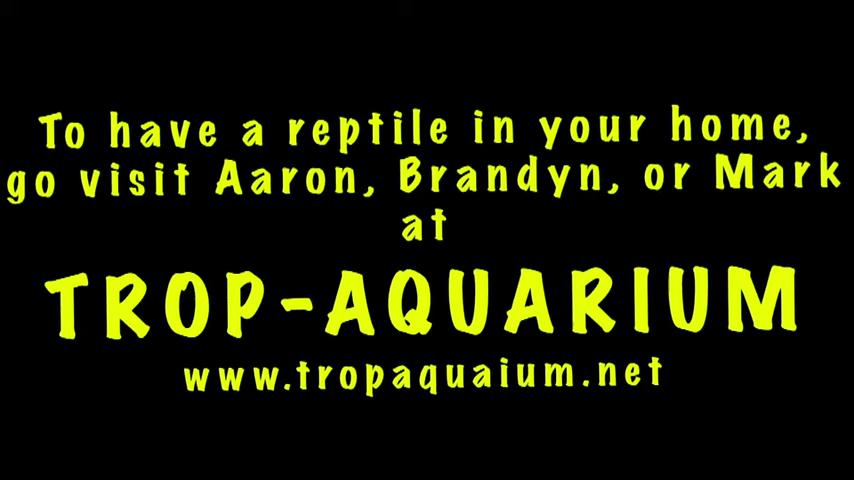 To have a reptile in your home,
go visit Aaron, Brandyn, or Mark
at
TROP-AQUARIUM
www.tropaquaium.net